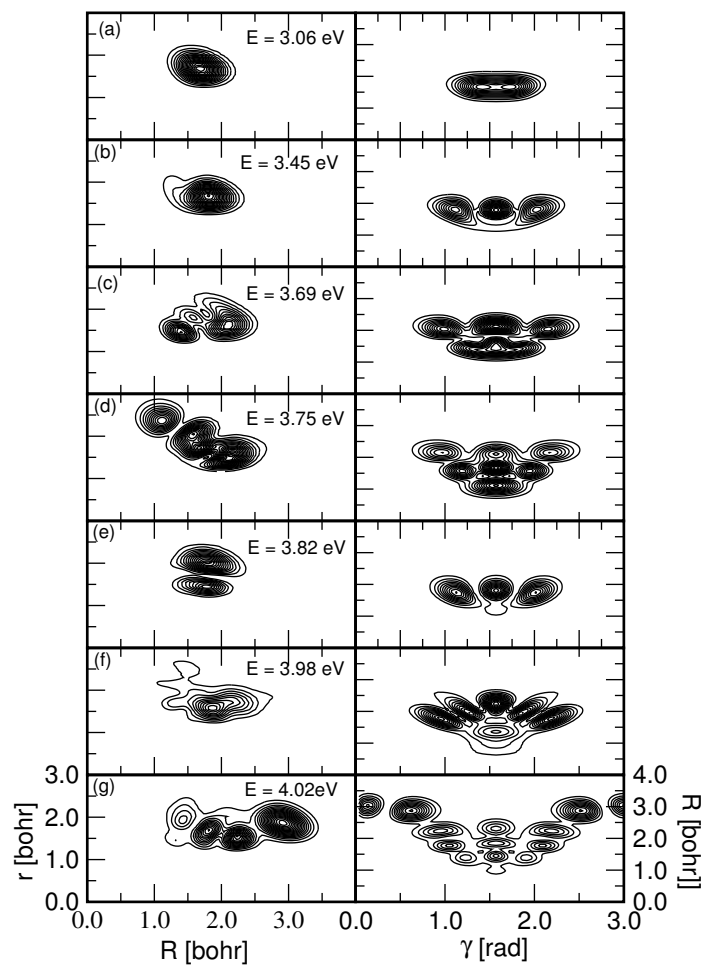 (a)
E = 3.06 eV
(b)
E = 3.45 eV
(c)
E = 3.69 eV
(d)
E = 3.75 eV
(e)
E = 3.82 eV
(f)
E = 3.98 eV
(g)
E = 4.02eV
3.0
2.0
1.0
0.0
r [bohr]
4.0
3.0
2.0
1.0
0.0
R [bohr]]
0.0 1.0 2.0 3.0 0.0 1.0 2.0 3.0
R [bohr] γ [rad]